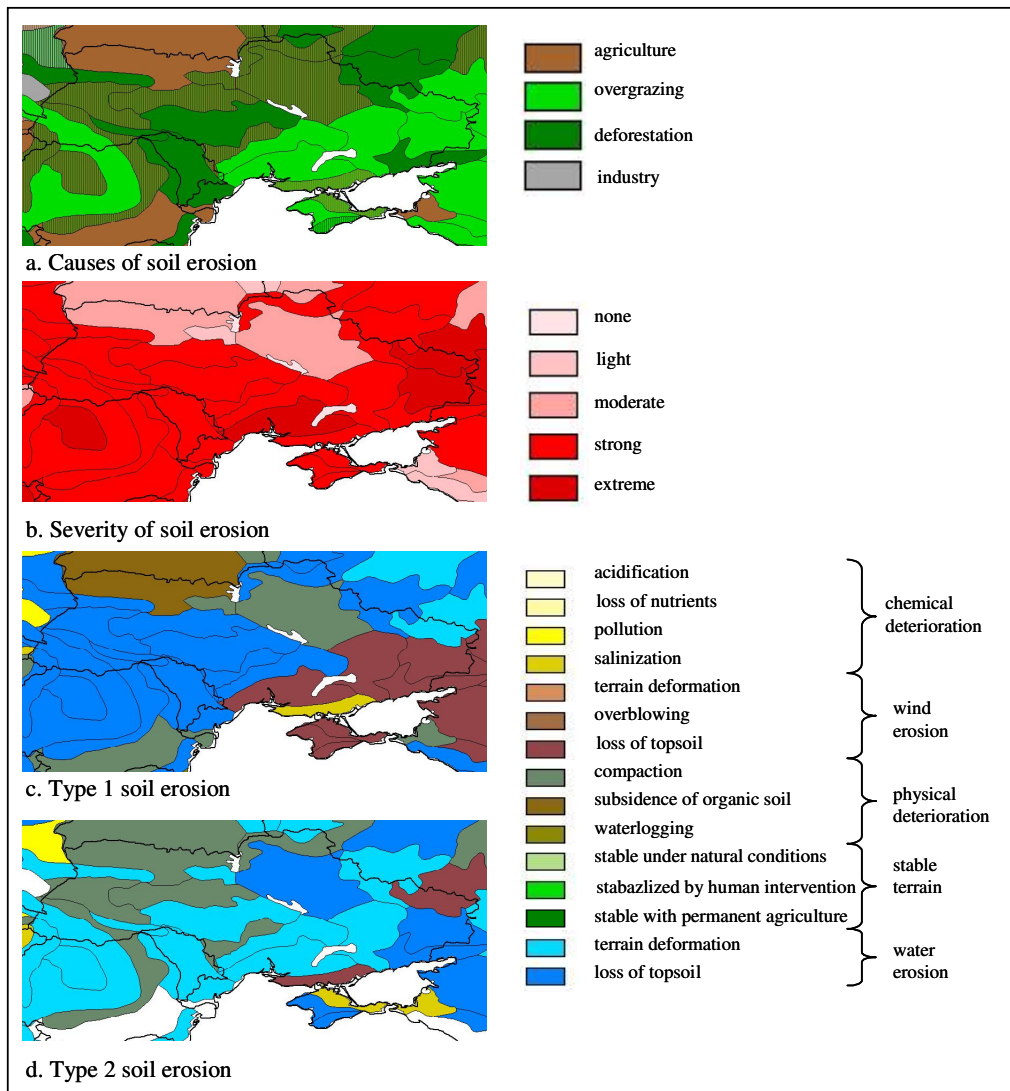 agriculture
overgrazing
deforestation
industry
a. Causes of soil erosion
none
light
moderate
strong
extreme
b. Severity of soil erosion
acidification
loss of nutrients
pollution
salinization
chemical
deterioration
terrain deformation
overblowing
loss of topsoil
wind
erosion
compaction
subsidence of organic soil
waterlogging
physical
deterioration
stable under natural conditions
stabazlized by human intervention
stable with permanent agriculture
stable
terrain
terrain deformation
loss of topsoil
water
erosion
c. Type 1 soil erosion
d. Type 2 soil erosion